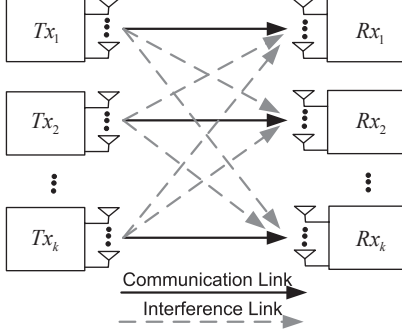 Tx1 Rx1
Tx2 Rx2
Txk Rxk
Communication Link
Interference Link